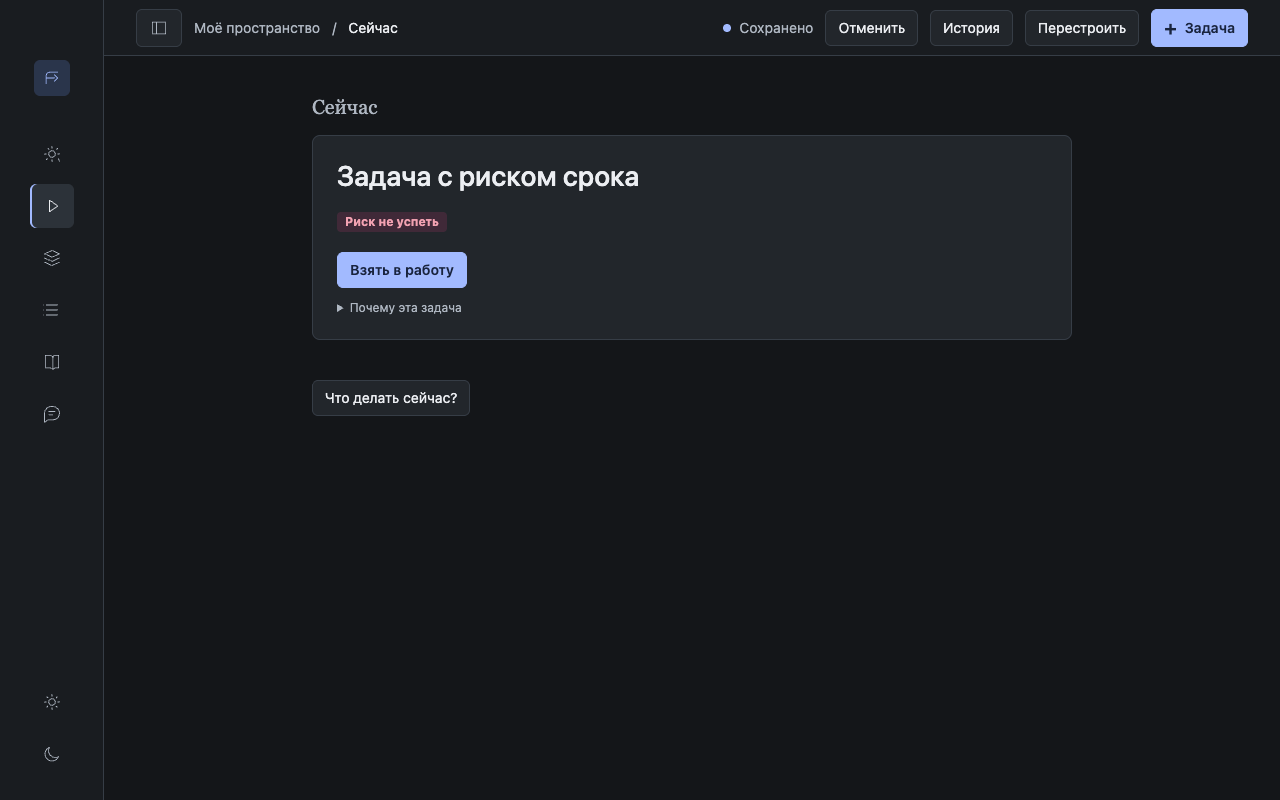 Моё пространство / Сейчас
Сохранено
Отменить
История
Перестроить
+ Задача
Сейчас
Задача с риском срока
Риск не успеть
Взять в работу
Почему эта задача
Что делать сейчас?